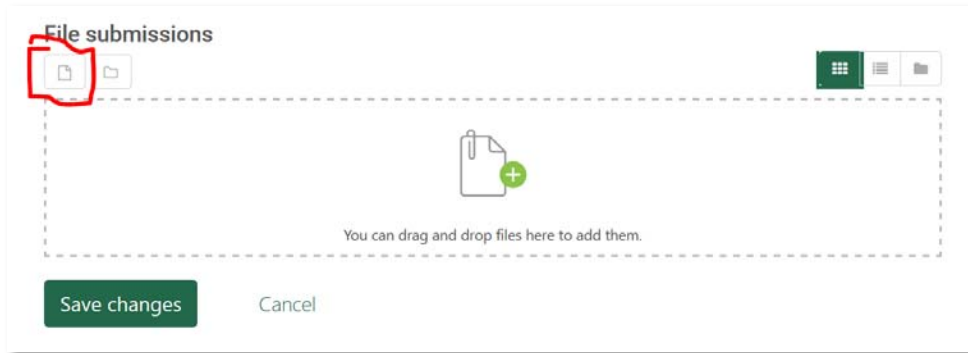 File submissions
You can drag and drop files here to add them.
Save changes
Cancel